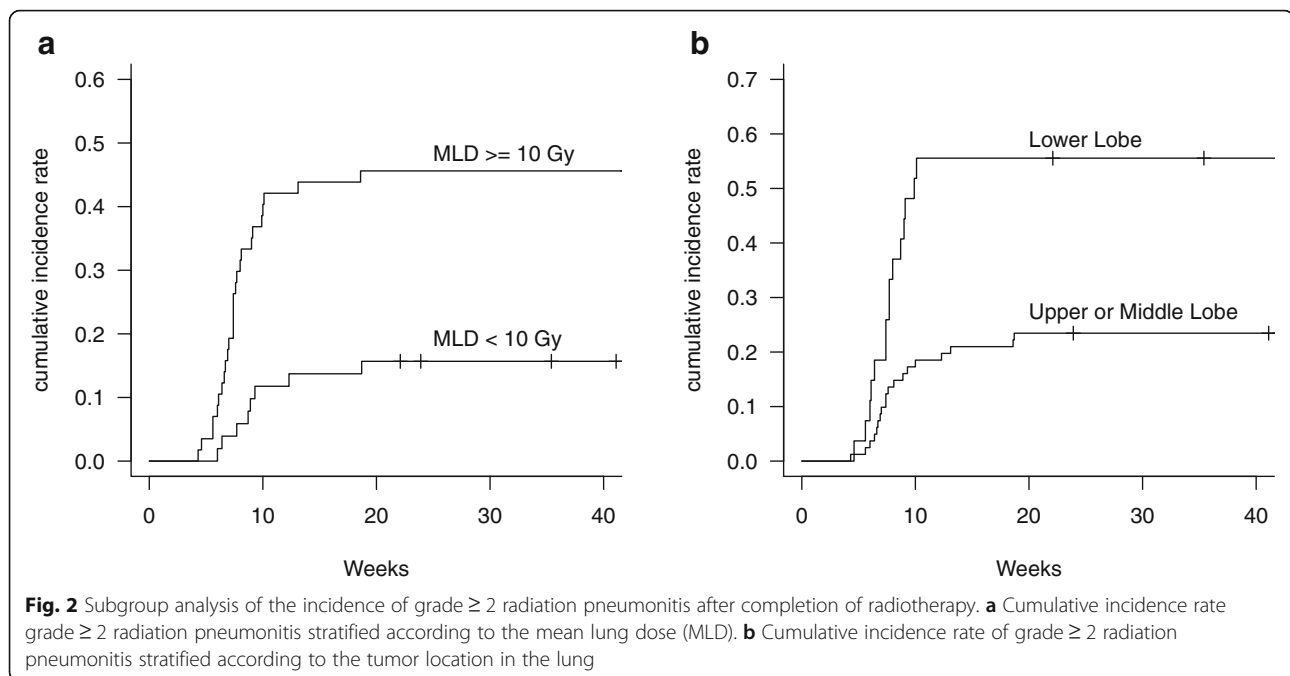 a
0.6
0.5
0.4
0.3
0.2
0.1
0.0
cumulative incidence rate
MLD >= 10 Gy
MLD < 10 Gy
0 10 20 30 40
Weeks
b
0.7
0.6
0.5
0.4
0.3
0.2
0.1
0.0
cumulative incidence rate
Lower Lobe
Upper or Middle Lobe
0 10 20 30 40
Weeks
Fig. 2 Subgroup analysis of the incidence of grade ≥ 2 radiation pneumonitis after completion of radiotherapy. a Cumulative incidence rate
grade ≥ 2 radiation pneumonitis stratified according to the mean lung dose (MLD). b Cumulative incidence rate of grade ≥ 2 radiation
pneumonitis stratified according to the tumor location in the lung